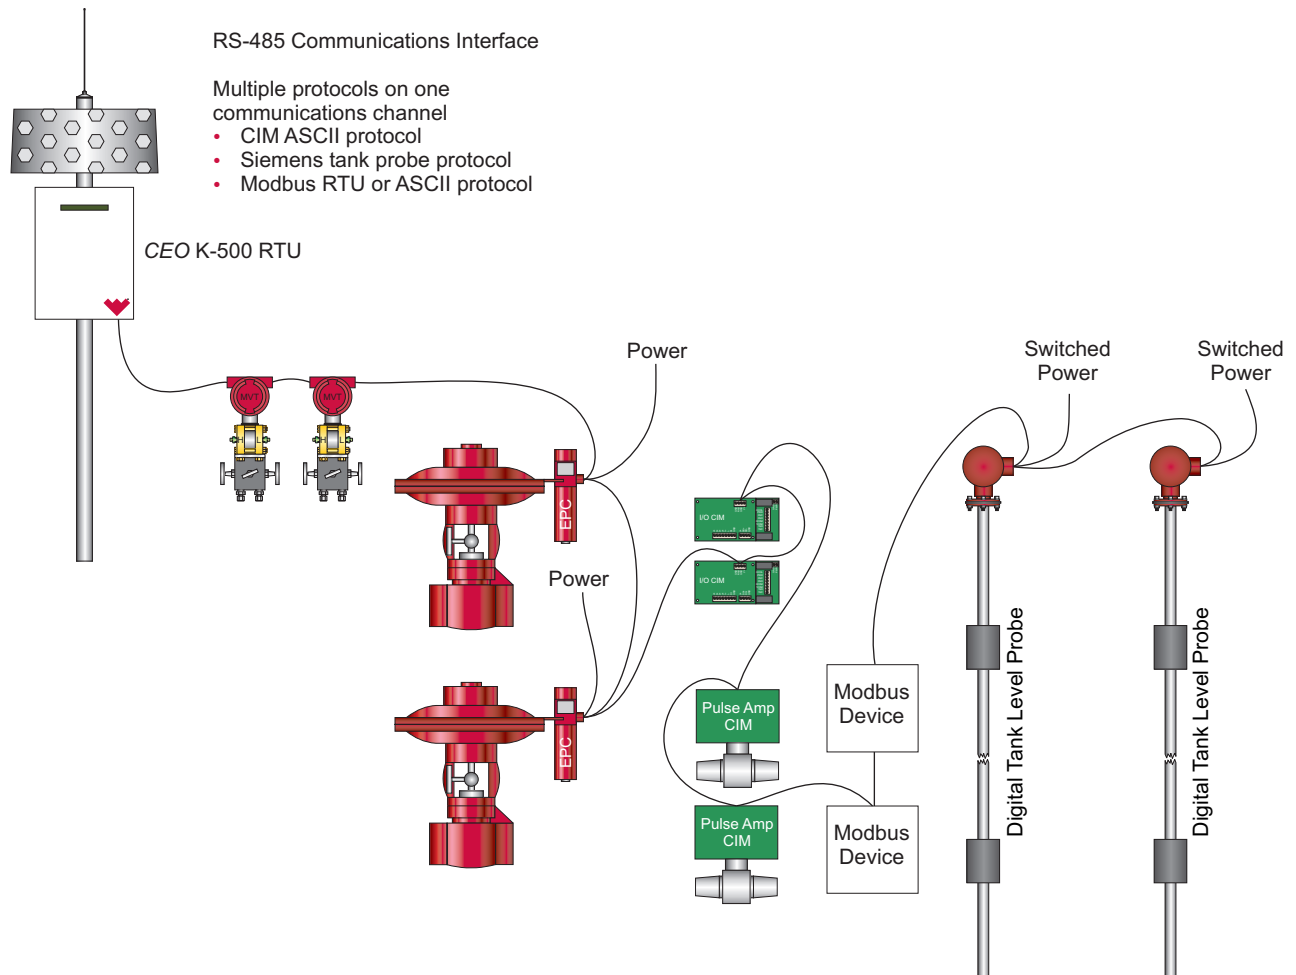 RS-485 Communications Interface
Multiple protocols on one
communications channel
• CIM ASCII protocol
• Siemens tank probe protocol
• Modbus RTU or ASCII protocol
CEO K-500 RTU
MVT
MVT
Power
EPC
Power
EPC
I/O CIM
I/O CIM
Pulse Amp
CIM
Pulse Amp
CIM
Modbus
Device
Modbus
Device
Switched
Power
Switched
Power
H L
H L
Digital Tank Level Probe
Digital Tank Level Probe